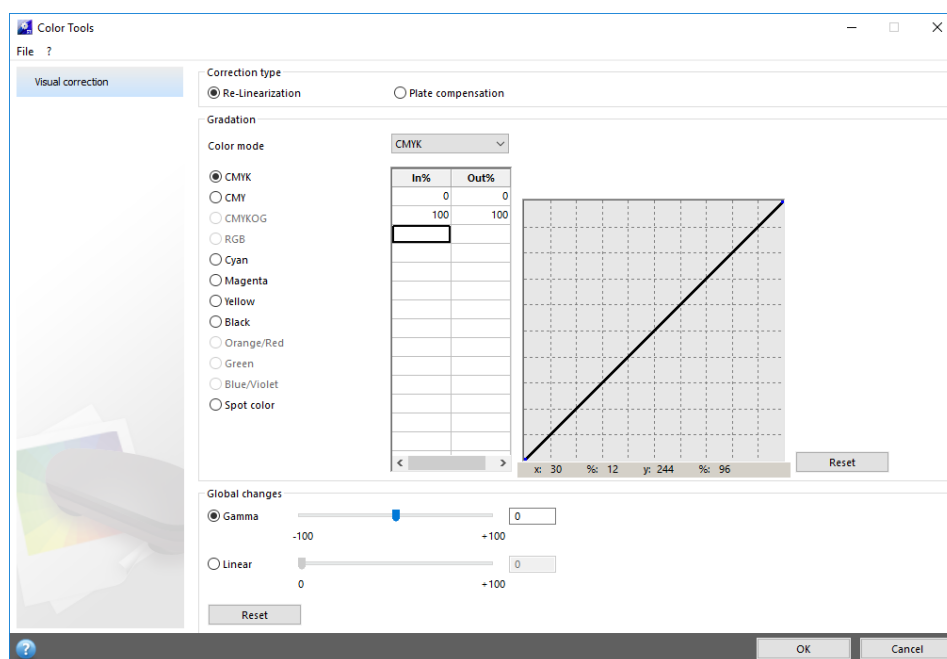 Color Tools
File ?
Visual correction
Correction type
Re-Linearization Plate compensation
Gradation
Color mode CMYK
CMYK
CMY
CMYKOG
RGB
Cyan
Magenta
Yellow
Black
Orange/Red
Green
Blue/Violet
Spot color
In% Out%
0 0
100 100
x: 30 %: 12 y: 244 %: 96
Reset
Global changes
Gamma 0
-100 +100
Linear 0
0 +100
Reset
? OK Cancel